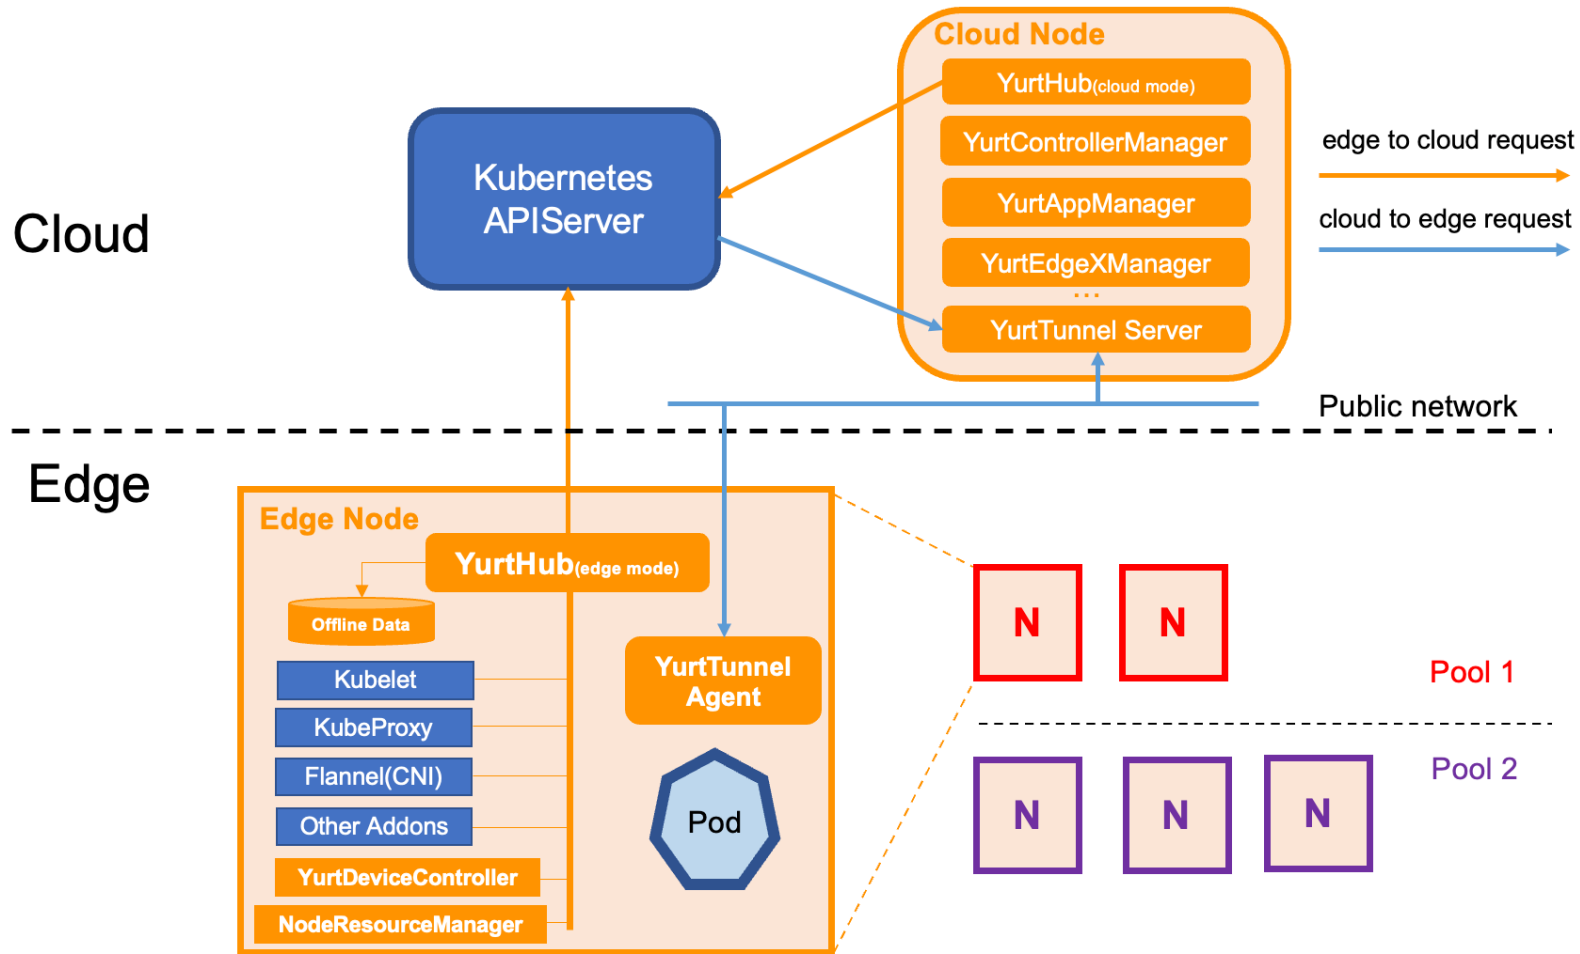 Cloud Node
YurtHub(cloud mode)
YurtControllerManager
YurtAppManager
YurtEdgeXManager
...
YurtTunnel Server
Kubernetes
APIServer
edge to cloud request
cloud to edge request
Cloud
Public network
Edge
Edge Node
YurtHub(edge mode)
Offline Data
Kubelet
KubeProxy
Flannel(CNI)
Other Addons
YurtDeviceController
NodeResourceManager
YurtTunnel
Agent
Pod
N
N
Pool 1
Pool 2
N
N
N